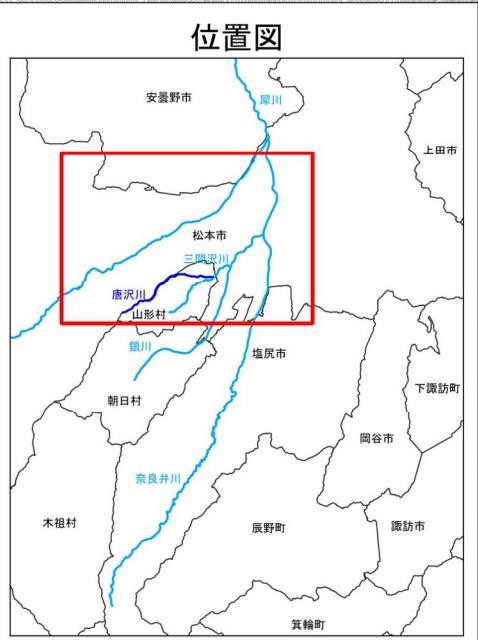 位置図
安曇野市
犀川
上田市
松本市
三間沢川
唐沢川
山形村
鎖川
塩尻市
朝日村
下諏訪町
岡谷市
奈良井川
木祖村
辰野町
諏訪市
箕輪町